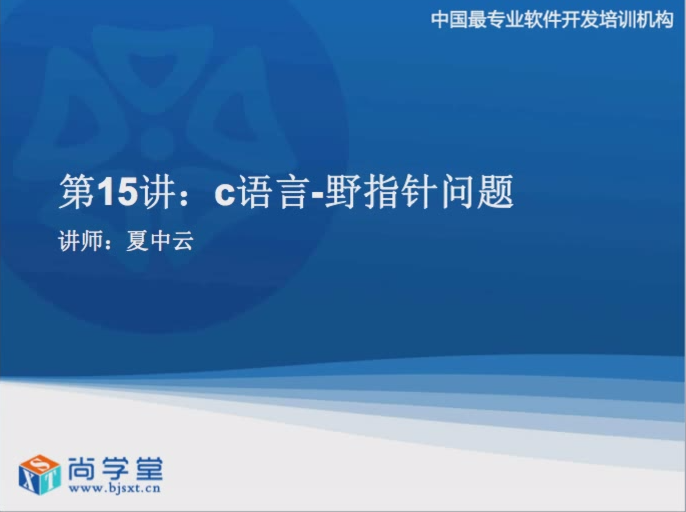 中国最专业软件开发培训机构
第15讲：c语言-野指针问题
讲师：夏中云
XST
尚学堂
www.bjsxt.cn